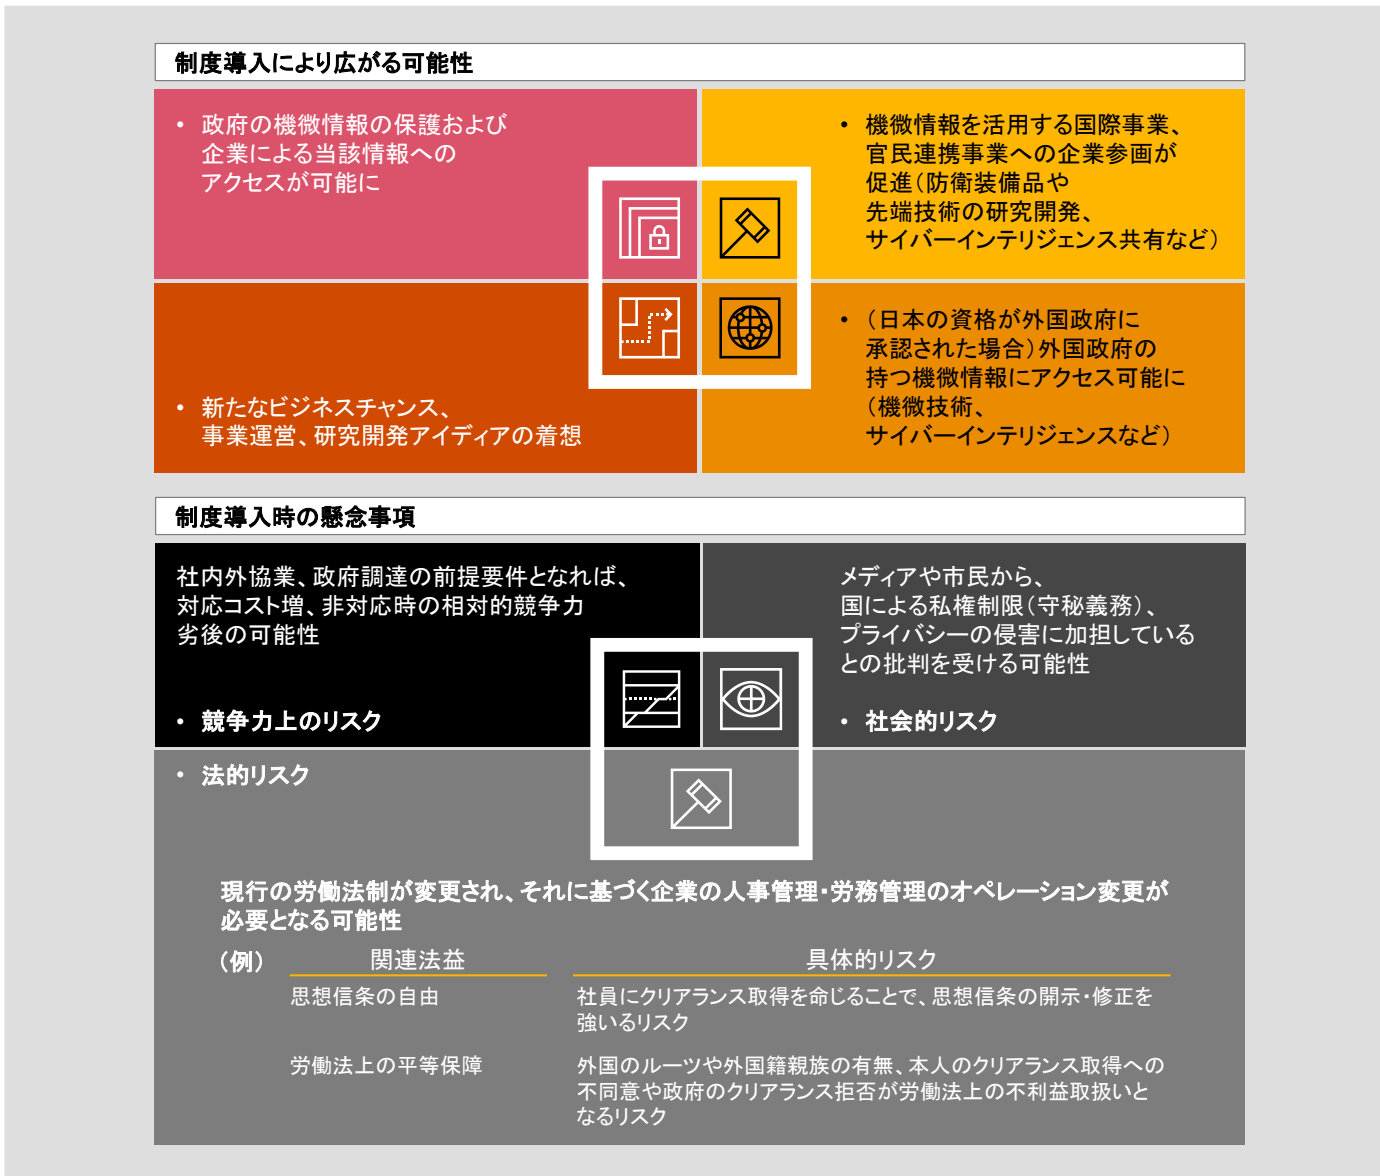 制度導入により広がる可能性
• 政府の機微情報の保護および
企業による当該情報への
アクセスが可能に
• 機微情報を活用する国際事業、
官民連携事業への企業参画が
促進（防衛装備品や
先端技術の研究開発、
サイバーインテリジェンス共有など）
• 新たなビジネスチャンス、
事業運営、研究開発アイディアの着想
• （日本の資格が外国政府に
承認された場合）外国政府の
持つ機微情報にアクセス可能に
（機微技術、
サイバーインテリジェンスなど）
制度導入時の懸念事項
社内外協業、政府調達の前提要件となれば、
対応コスト増、非対応時の相対的競争力
劣後の可能性
• 競争力上のリスク
メディアや市民から、
国による私権制限（守秘義務）、
プライバシーの侵害に加担している
との批判を受ける可能性
• 社会的リスク
• 法的リスク
現行の労働法制が変更され、それに基づく企業の人事管理・労務管理のオペレーション変更が
必要となる可能性
（例） 関連法益 具体的リスク
思想信条の自由 社員にクリアランス取得を命じることで、思想信条の開示・修正を
強いるリスク
労働法上の平等保障 外国のルーツや外国籍親族の有無、本人のクリアランス取得への
不同意や政府のクリアランス拒否が労働法上の不利益取扱いと
なるリスク